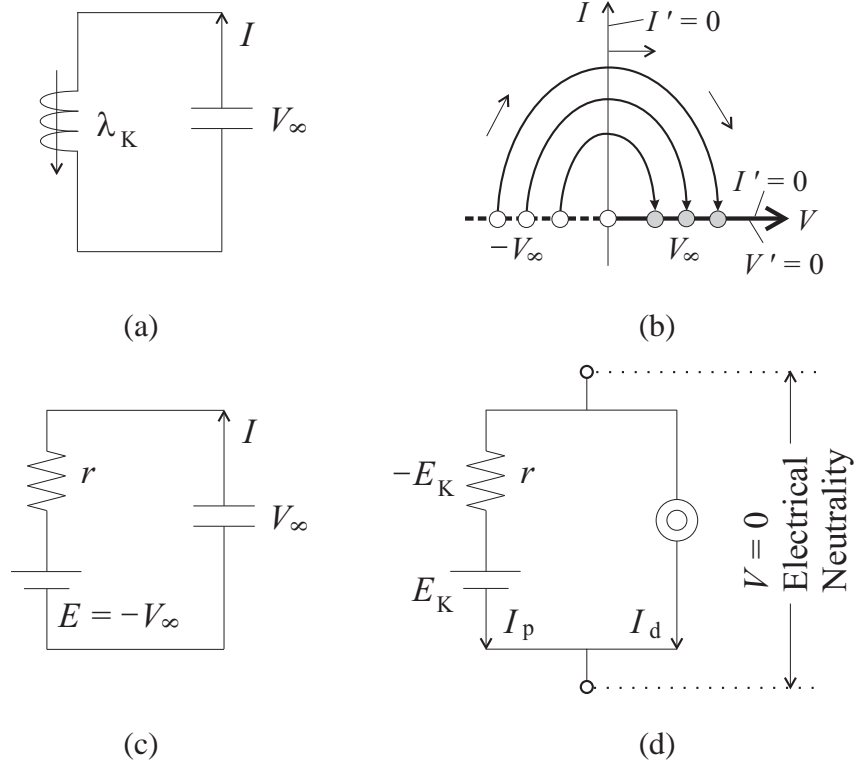 I
λ_K
V_∞
(a)
I
I′ = 0
I′ = 0
−V_∞
V_∞
V
V′ = 0
(b)
I
r
V_∞
E = −V_∞
(c)
−E_K
r
E_K
I_p
I_d
V = 0
Electrical
Neutrality
(d)